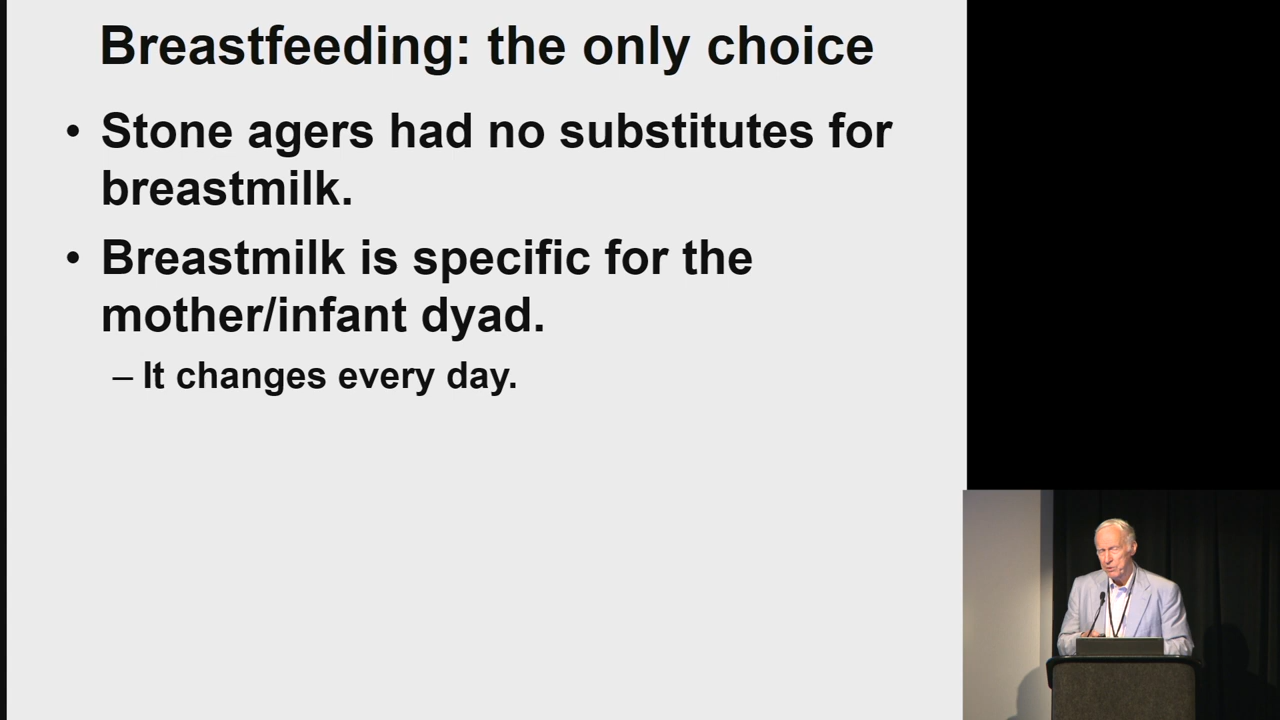 Breastfeeding: the only choice
• Stone agers had no substitutes for
breastmilk.
• Breastmilk is specific for the
mother/infant dyad.
– It changes every day.